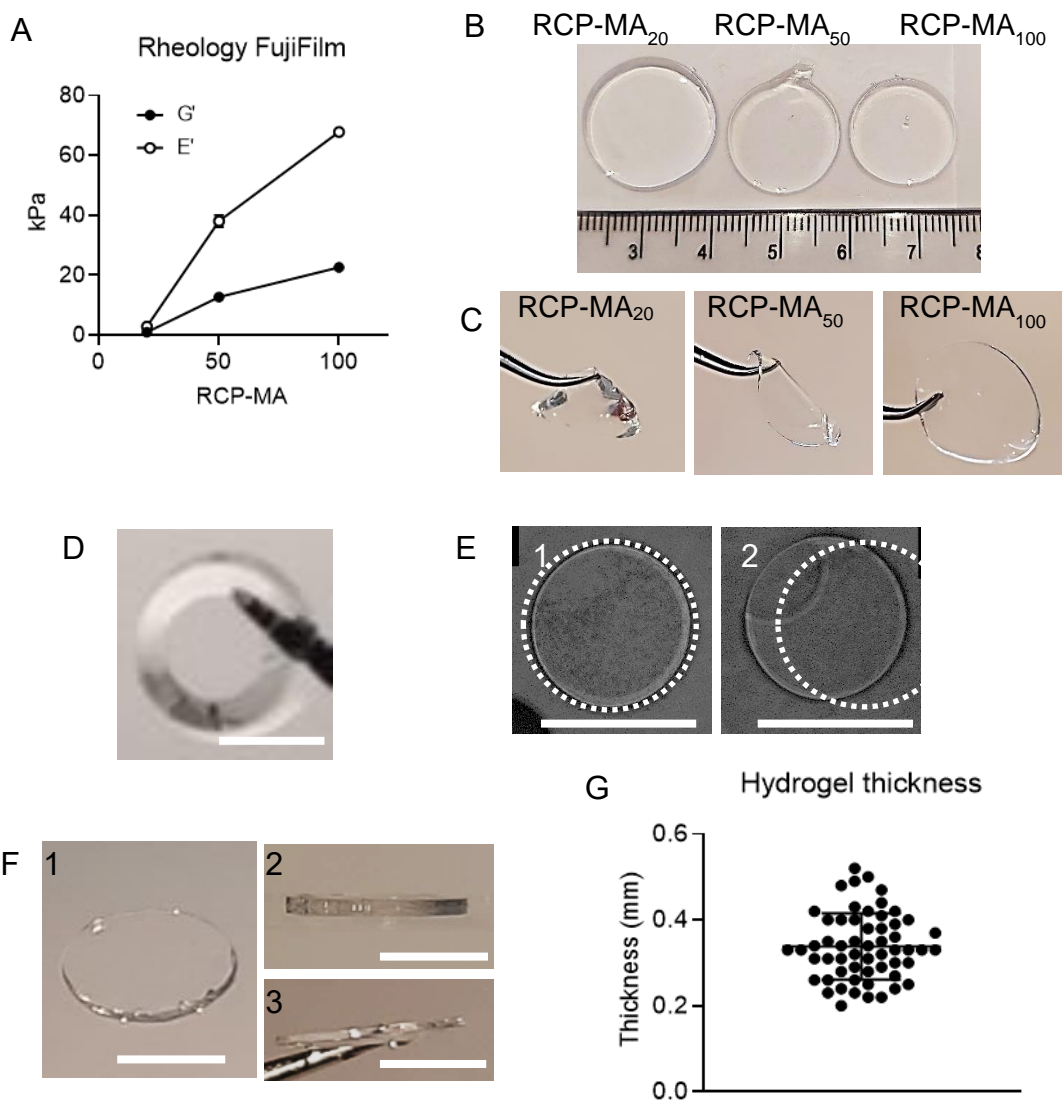 A
Rheology FujiFilm
80
60
40
20
0
kPa
G'
E'
0
50
100
RCP-MA
B
RCP-MA20
RCP-MA50
RCP-MA100
3
4
5
6
7
8
C
RCP-MA20
RCP-MA50
RCP-MA100
D
E
1
2
F
1
2
3
G
Hydrogel thickness
0.6
0.4
0.2
0.0
Thickness (mm)